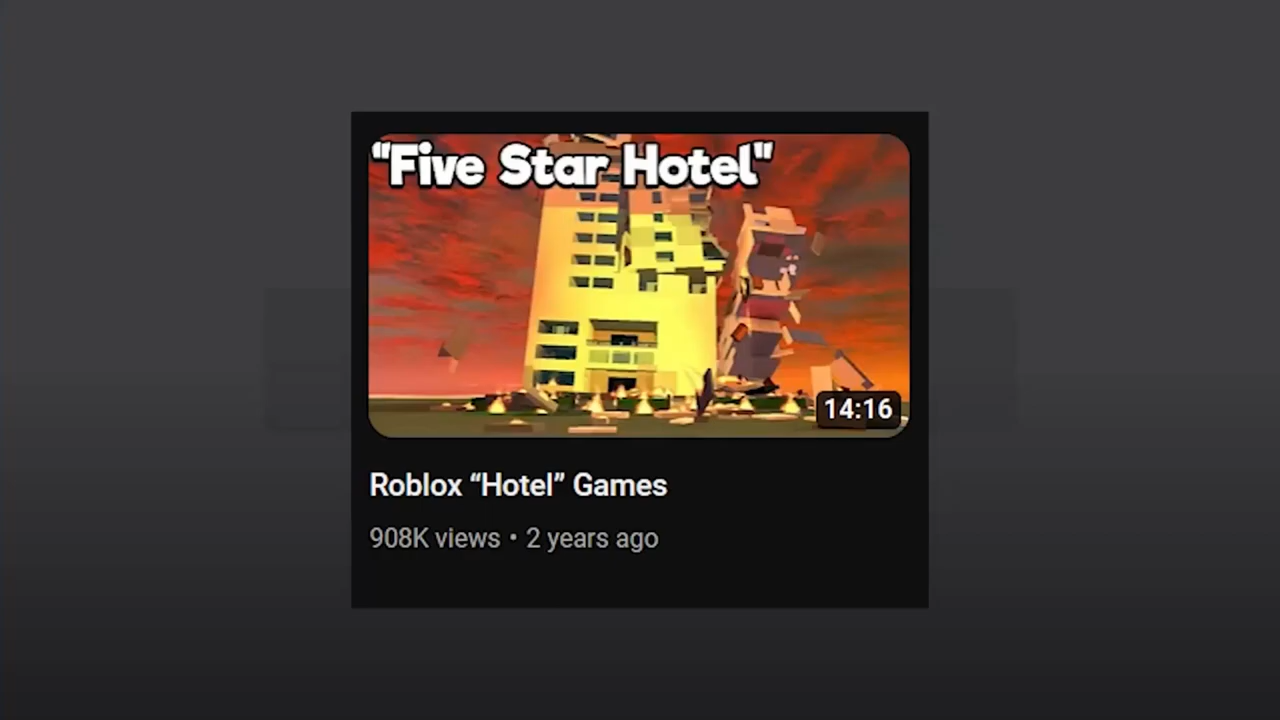 "Five Star Hotel"
14:16
Roblox “Hotel” Games
908K views • 2 years ago